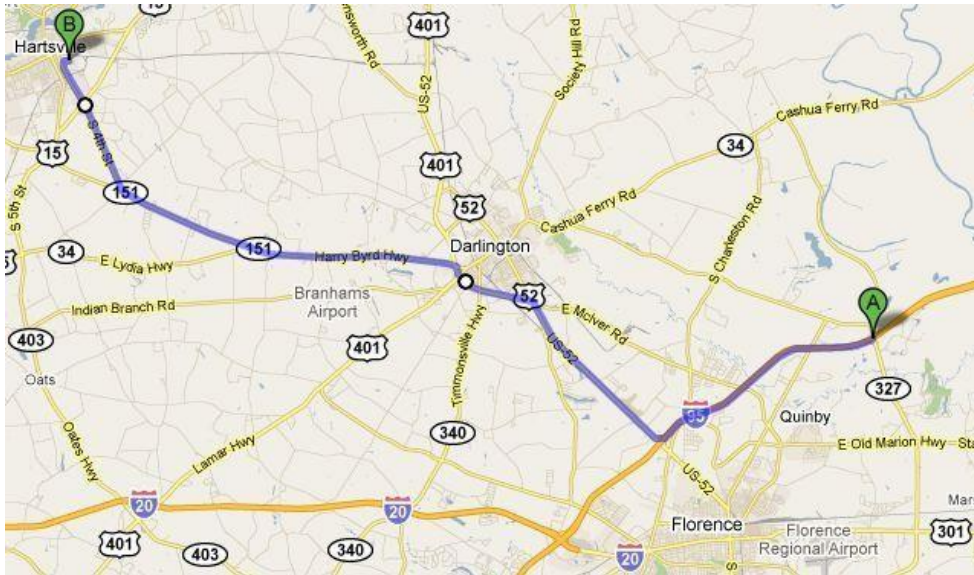 B
15
Hartsville
401
US-52
Society Hill Rd
Cashua Ferry Rd
34
S 4th St
15
401
S 5th St
151
52
Cashua Ferry Rd
S Charleston Rd
34
E Lydia Hwy
151
Harry Byrd Hwy
Darlington
Indian Branch Rd
Branhams
Airport
52
E McIver Rd
A
403
401
Timmonsville Hwy
US-52
Oats
327
95
Quinby
Oates Hwy
Lamar Hwy
340
E Old Marion Hwy
US-52
20
20
Florence
Florence
Regional Airport
301
401
403
340
20
S